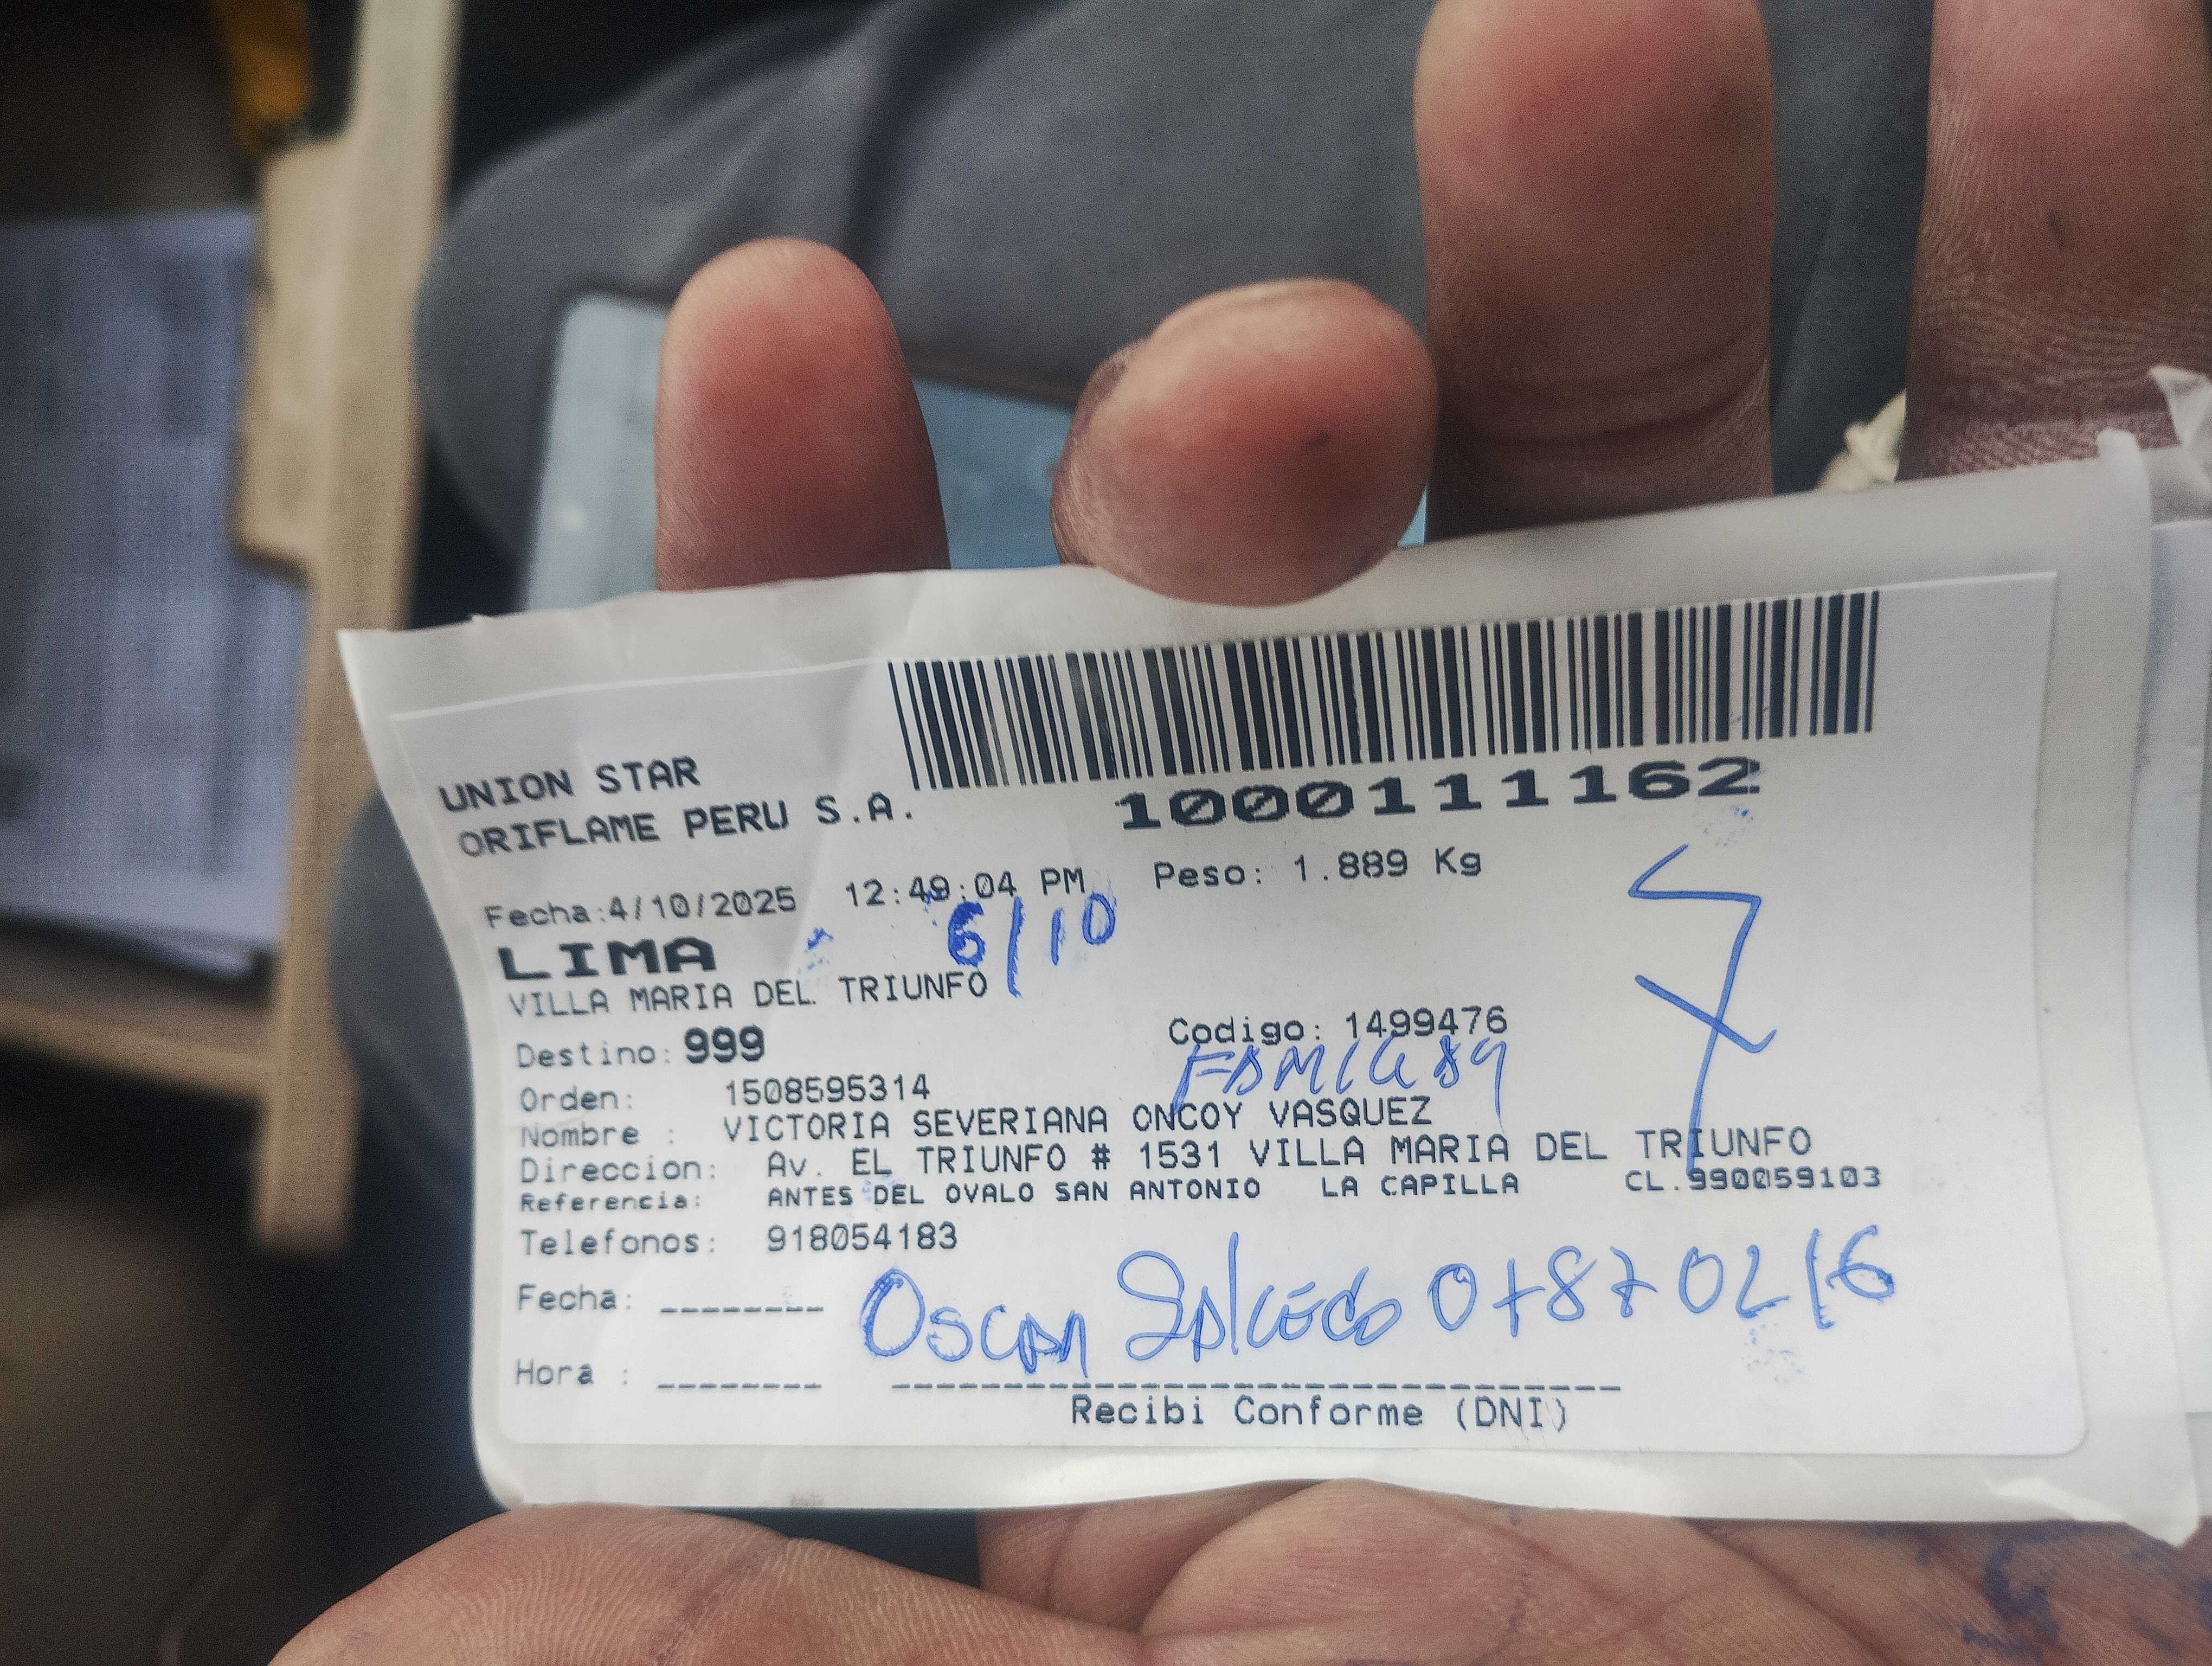 UNION STAR
ORIFLAME PERU S.A.
1000111162
Fecha:4/10/2025 12:49:04 PM Peso: 1.889 Kg
6/10
LIMA
VILLA MARIA DEL TRIUNFO
Destino: 999 Codigo: 1499476
Orden: 1508595314
Nombre : VICTORIA SEVERIANA ONCOY VASQUEZ
Direccion: Av. EL TRIUNFO # 1531 VILLA MARIA DEL TRIUNFO
Referencia: ANTES DEL OVALO SAN ANTONIO LA CAPILLA CL.990059103
Telefonos: 918054183
Fecha: --------
Oscar Salcedo 07870216
Hora : --------
Recibi Conforme (DNI)